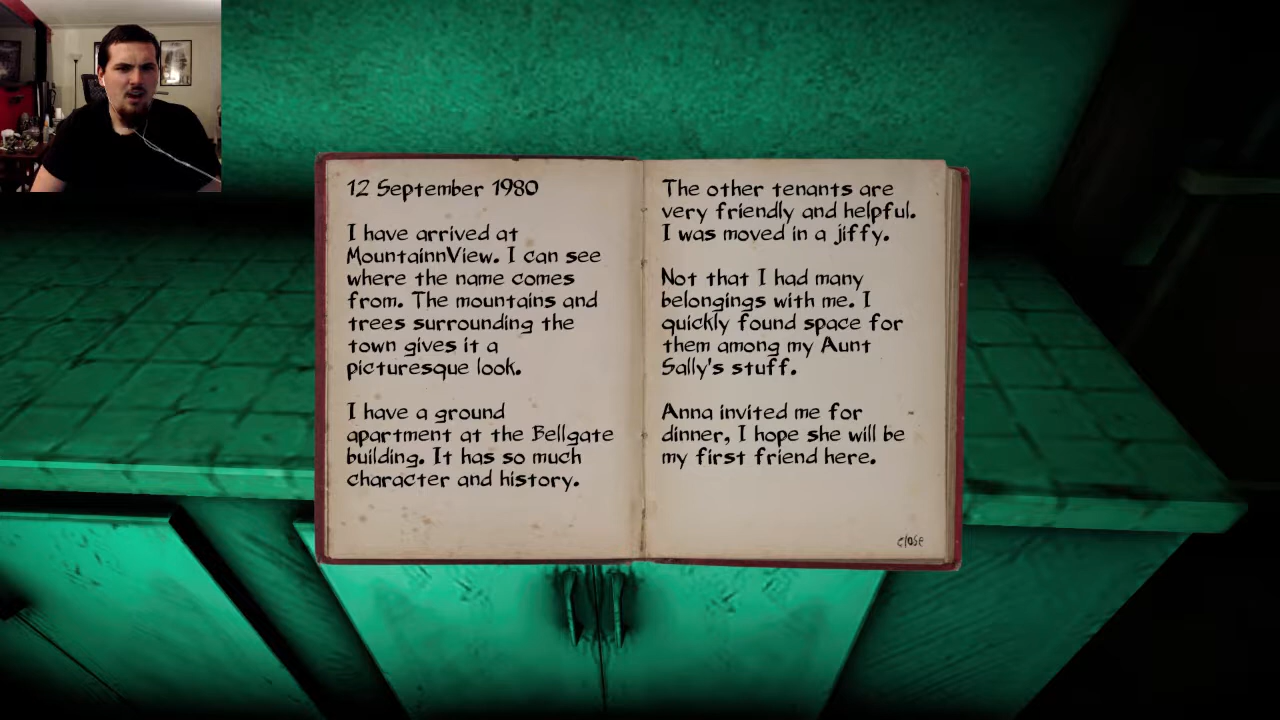 12 September 1980
I have arrived at
MountainnView. I can see
where the name comes
from. The mountains and
trees surrounding the
town gives it a
picturesque look.
I have a ground
apartment at the Bellgate
building. It has so much
character and history.
The other tenants are
very friendly and helpful.
I was moved in a jiffy.
Not that I had many
belongings with me. I
quickly found space for
them among my Aunt
Sally's stuff.
Anna invited me for
dinner, I hope she will be
my first friend here.
close